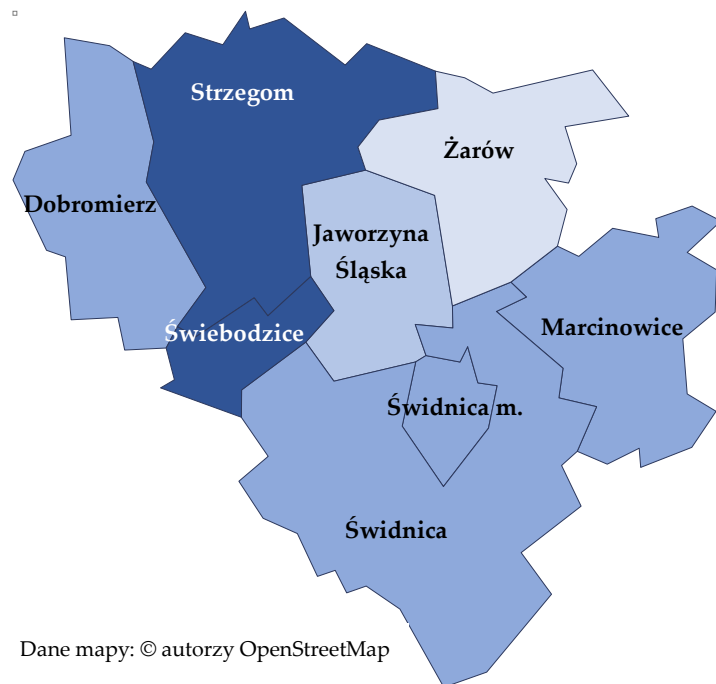 Strzegom
Żarów
Dobromierz
Jaworzyna
Śląska
Świebodzice
Marcinowice
Świdnica m.
Świdnica
Dane mapy: © autorzy OpenStreetMap